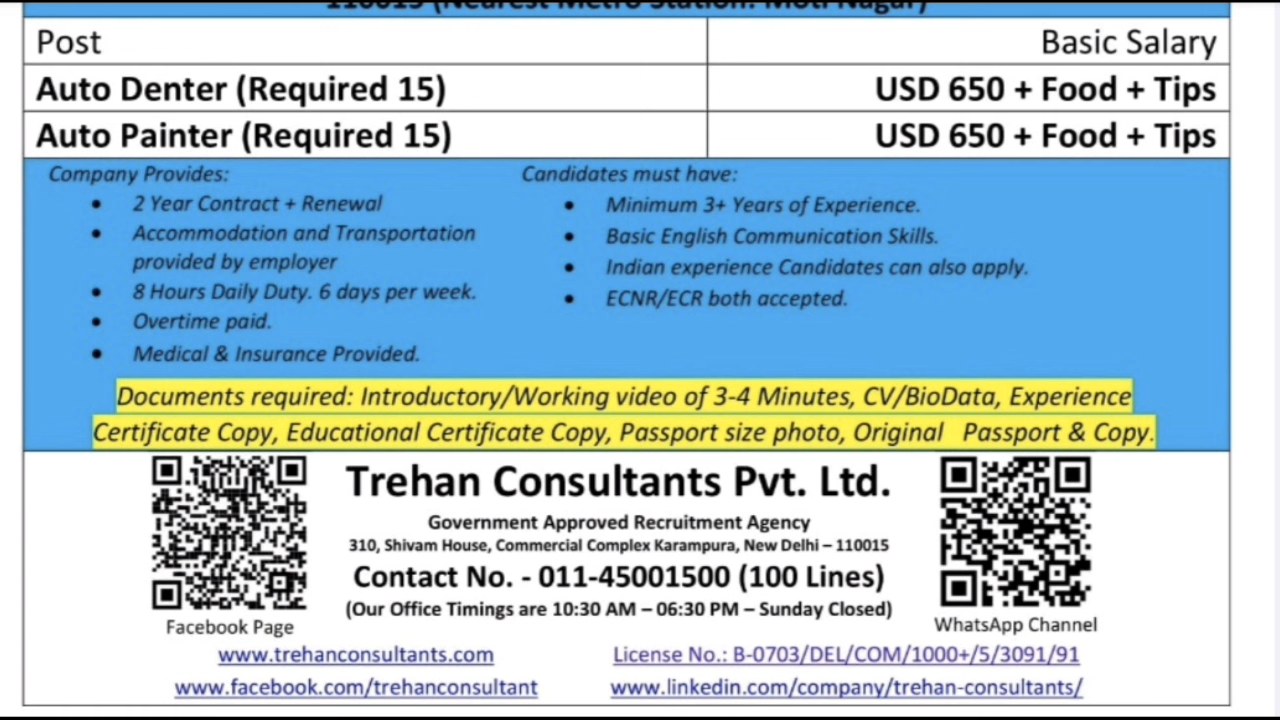 110015 (Nearest Metro Station: Moti Nagar)
Post Basic Salary
Auto Denter (Required 15) USD 650 + Food + Tips
Auto Painter (Required 15) USD 650 + Food + Tips
Company Provides:
• 2 Year Contract + Renewal
• Accommodation and Transportation
provided by employer
• 8 Hours Daily Duty. 6 days per week.
• Overtime paid.
• Medical & Insurance Provided.
Candidates must have:
• Minimum 3+ Years of Experience.
• Basic English Communication Skills.
• Indian experience Candidates can also apply.
• ECNR/ECR both accepted.
Documents required: Introductory/Working video of 3-4 Minutes, CV/BioData, Experience
Certificate Copy, Educational Certificate Copy, Passport size photo, Original Passport & Copy.
Trehan Consultants Pvt. Ltd.
Government Approved Recruitment Agency
310, Shivam House, Commercial Complex Karampura, New Delhi – 110015
Contact No. - 011-45001500 (100 Lines)
(Our Office Timings are 10:30 AM – 06:30 PM – Sunday Closed)
Facebook Page
WhatsApp Channel
www.trehanconsultants.com License No.: B-0703/DEL/COM/1000+/5/3091/91
www.facebook.com/trehanconsultant www.linkedin.com/company/trehan-consultants/